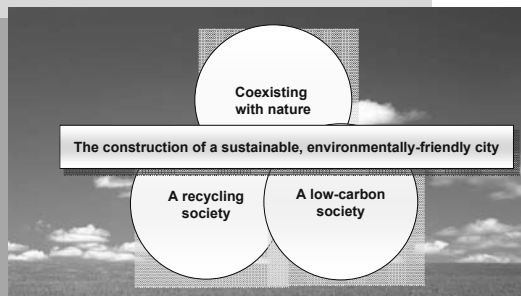 Coexisting
with nature
The construction of a sustainable, environmentally-friendly city
A recycling
society
A low-carbon
society